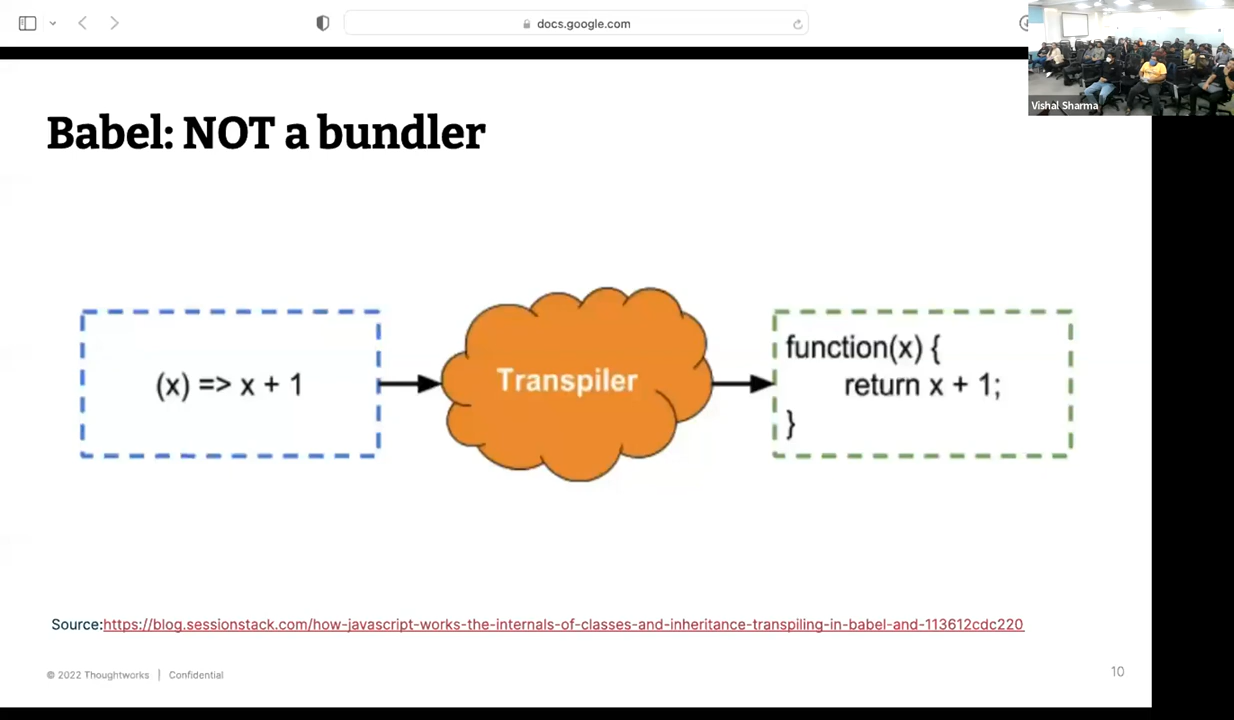 docs.google.com
Vishal Sharma
Babel: NOT a bundler
(x) => x + 1
Transpiler
function(x) {
return x + 1;
}
Source:https://blog.sessionstack.com/how-javascript-works-the-internals-of-classes-and-inheritance-transpiling-in-babel-and-113612cdc220
© 2022 Thoughtworks | Confidential
10